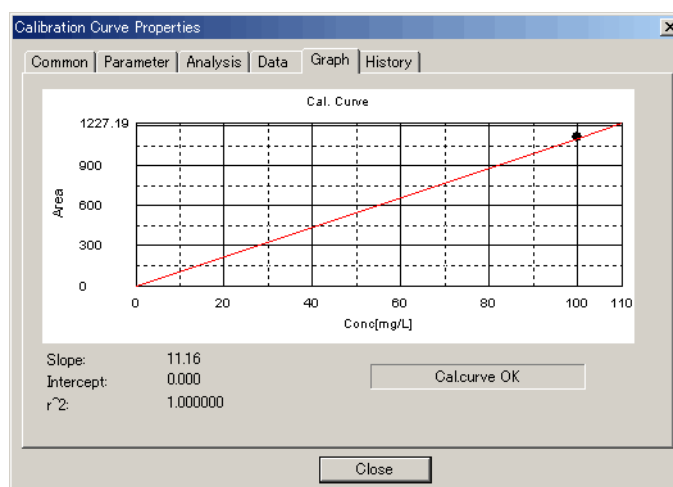 Calibration Curve Properties
Common Parameter Analysis Data Graph History
Cal. Curve
1227.19
900
600
300
0
Area
0 20 40 60 80 100 110
Conc[mg/L]
Slope: 11.16
Intercept: 0.000
r^2: 1.000000
Cal.curve OK
Close